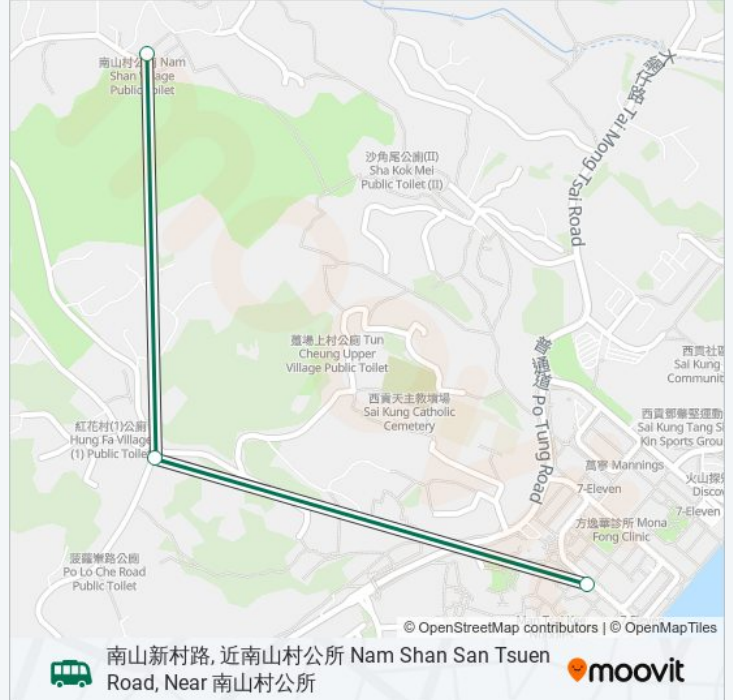 南山村公廁 Nam
Shan Village
Public Toilet
沙角尾公廁(II)
Sha Kok Mei
Public Toilet (II)
大網仔路 Tai Mong Tsai Road
躉場上村公廁 Tun
Cheung Upper
Village Public Toilet
普通道 Po Tung Road
西貢社區
Sai Kung
Communit
西貢天主教墳場
Sai Kung Catholic
Cemetery
西貢鄧肇堅運動
Sai Kung Tang S
Kin Sports Grou
紅花村(1)公廁
Hung Fa Village
(1) Public Toile
萬寧 Mannings
7-Eleven
火山探
Disco
7-Eleven
方逸華診所 Mona
Fong Clinic
菠蘿輋路公廁
Po Lo Che Road
Public Toilet
© OpenStreetMap contributors | © OpenMapTiles
南山新村路, 近南山村公所 Nam Shan San Tsuen
Road, Near 南山村公所
moovit